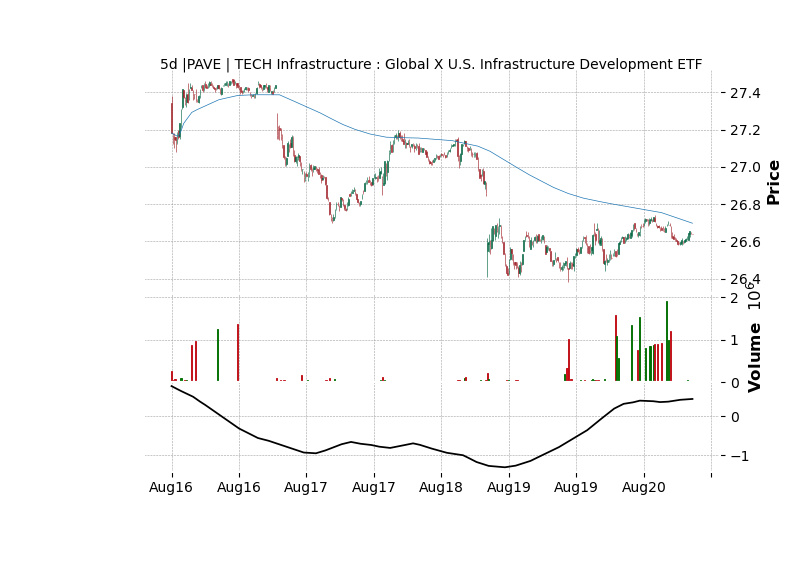 5d |PAVE | TECH Infrastructure : Global X U.S. Infrastructure Development ETF
27.4
27.2
27.0
26.8
26.6
26.4
Price
2
1
0
Volume 10^6
0
−1
Aug16 Aug16 Aug17 Aug17 Aug18 Aug19 Aug19 Aug20